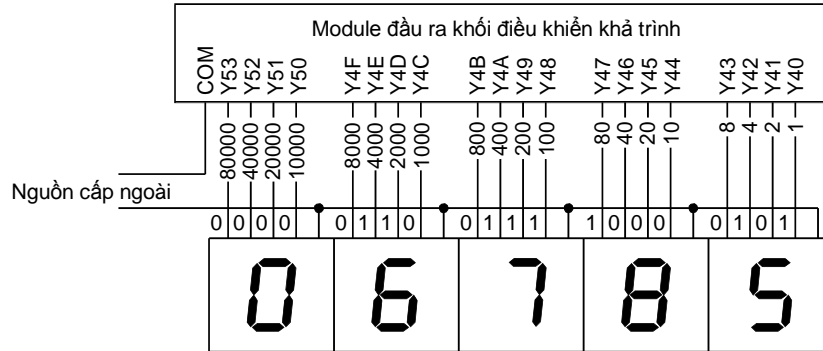 Module đầu ra khối điều khiển khả trình
COM Y53 Y52 Y51 Y50 Y4F Y4E Y4D Y4C Y4B Y4A Y49 Y48 Y47 Y46 Y45 Y44 Y43 Y42 Y41 Y40
80000 40000 20000 10000 8000 4000 2000 1000 800 400 200 100 80 40 20 10 8 4 2 1
Nguồn cấp ngoài
0 0 0 0 0 1 1 0 0 1 1 1 1 0 0 0 0 1 0 1
0 6 7 8 5